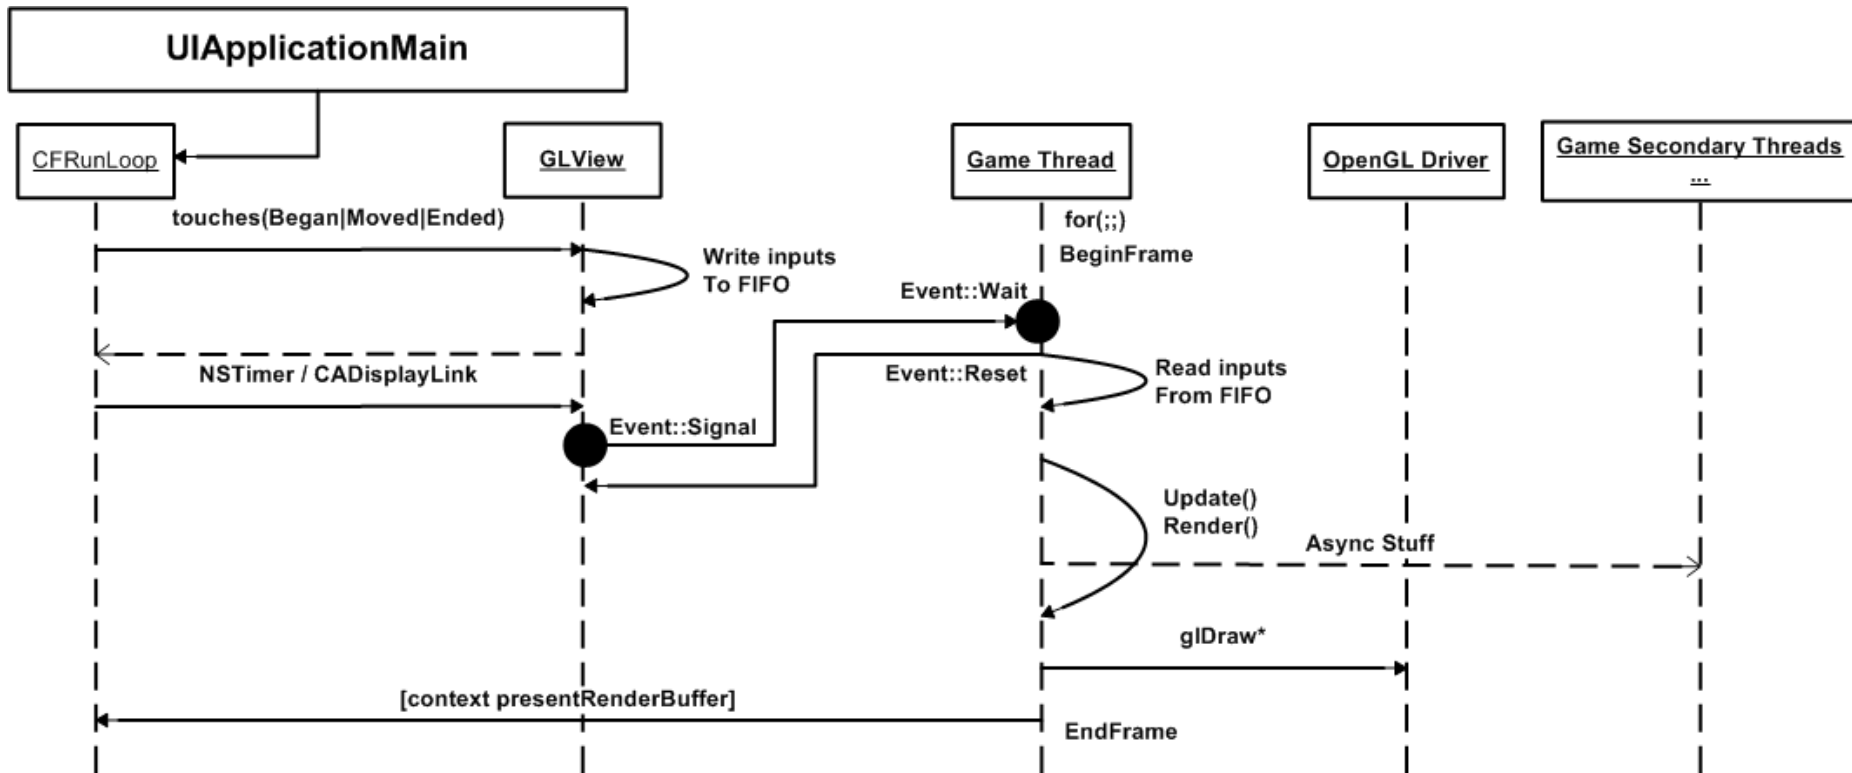 UIApplicationMain
CFRunLoop
GLView
Game Thread
OpenGL Driver
Game Secondary Threads
...
touches(Began|Moved|Ended)
for(;;)
BeginFrame
Write inputs
To FIFO
Event::Wait
NSTimer / CADisplayLink
Event::Reset
Read inputs
From FIFO
Event::Signal
Update()
Render()
Async Stuff
glDraw*
[context presentRenderBuffer]
EndFrame